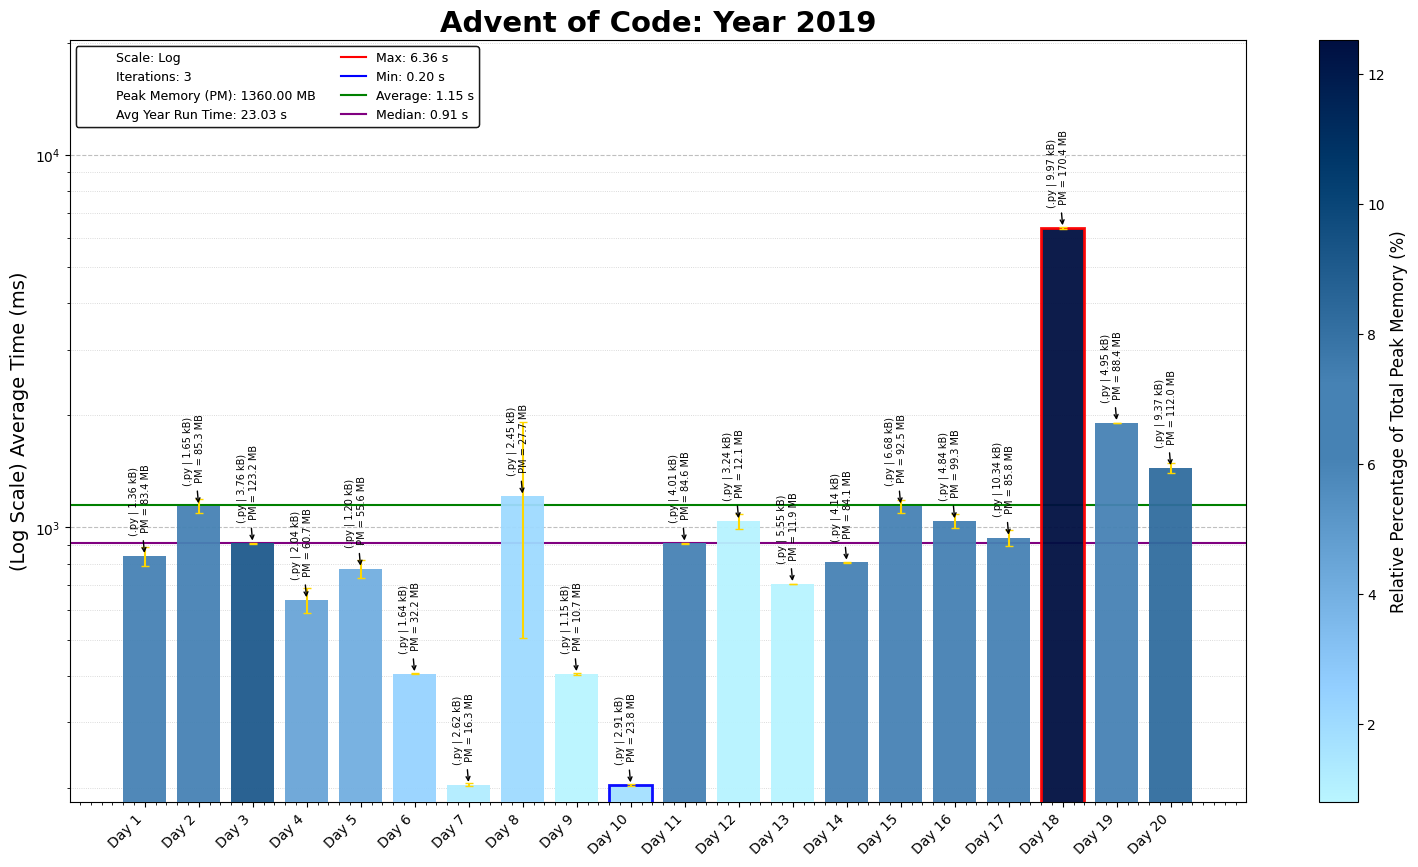 Advent of Code: Year 2019
Scale: Log
Iterations: 3
Peak Memory (PM): 1360.00 MB
Avg Year Run Time: 23.03 s
Max: 6.36 s
Min: 0.20 s
Average: 1.15 s
Median: 0.91 s
(Log Scale) Average Time (ms)
10⁴
10³
(.py | 1.36 kB)
PM = 83.4 MB
(.py | 1.65 kB)
PM = 85.3 MB
(.py | 3.76 kB)
PM = 123.2 MB
(.py | 2.04 kB)
PM = 60.7 MB
(.py | 1.20 kB)
PM = 55.6 MB
(.py | 1.64 kB)
PM = 32.2 MB
(.py | 2.62 kB)
PM = 16.3 MB
(.py | 2.45 kB)
PM = 27.7 MB
(.py | 1.15 kB)
PM = 10.7 MB
(.py | 2.91 kB)
PM = 23.8 MB
(.py | 4.01 kB)
PM = 84.6 MB
(.py | 3.24 kB)
PM = 12.1 MB
(.py | 5.55 kB)
PM = 11.9 MB
(.py | 4.14 kB)
PM = 84.1 MB
(.py | 6.68 kB)
PM = 92.5 MB
(.py | 4.84 kB)
PM = 99.3 MB
(.py | 10.34 kB)
PM = 85.8 MB
(.py | 9.97 kB)
PM = 170.4 MB
(.py | 4.95 kB)
PM = 88.4 MB
(.py | 9.37 kB)
PM = 112.0 MB
Day 1
Day 2
Day 3
Day 4
Day 5
Day 6
Day 7
Day 8
Day 9
Day 10
Day 11
Day 12
Day 13
Day 14
Day 15
Day 16
Day 17
Day 18
Day 19
Day 20
12
10
8
6
4
2
Relative Percentage of Total Peak Memory (%)